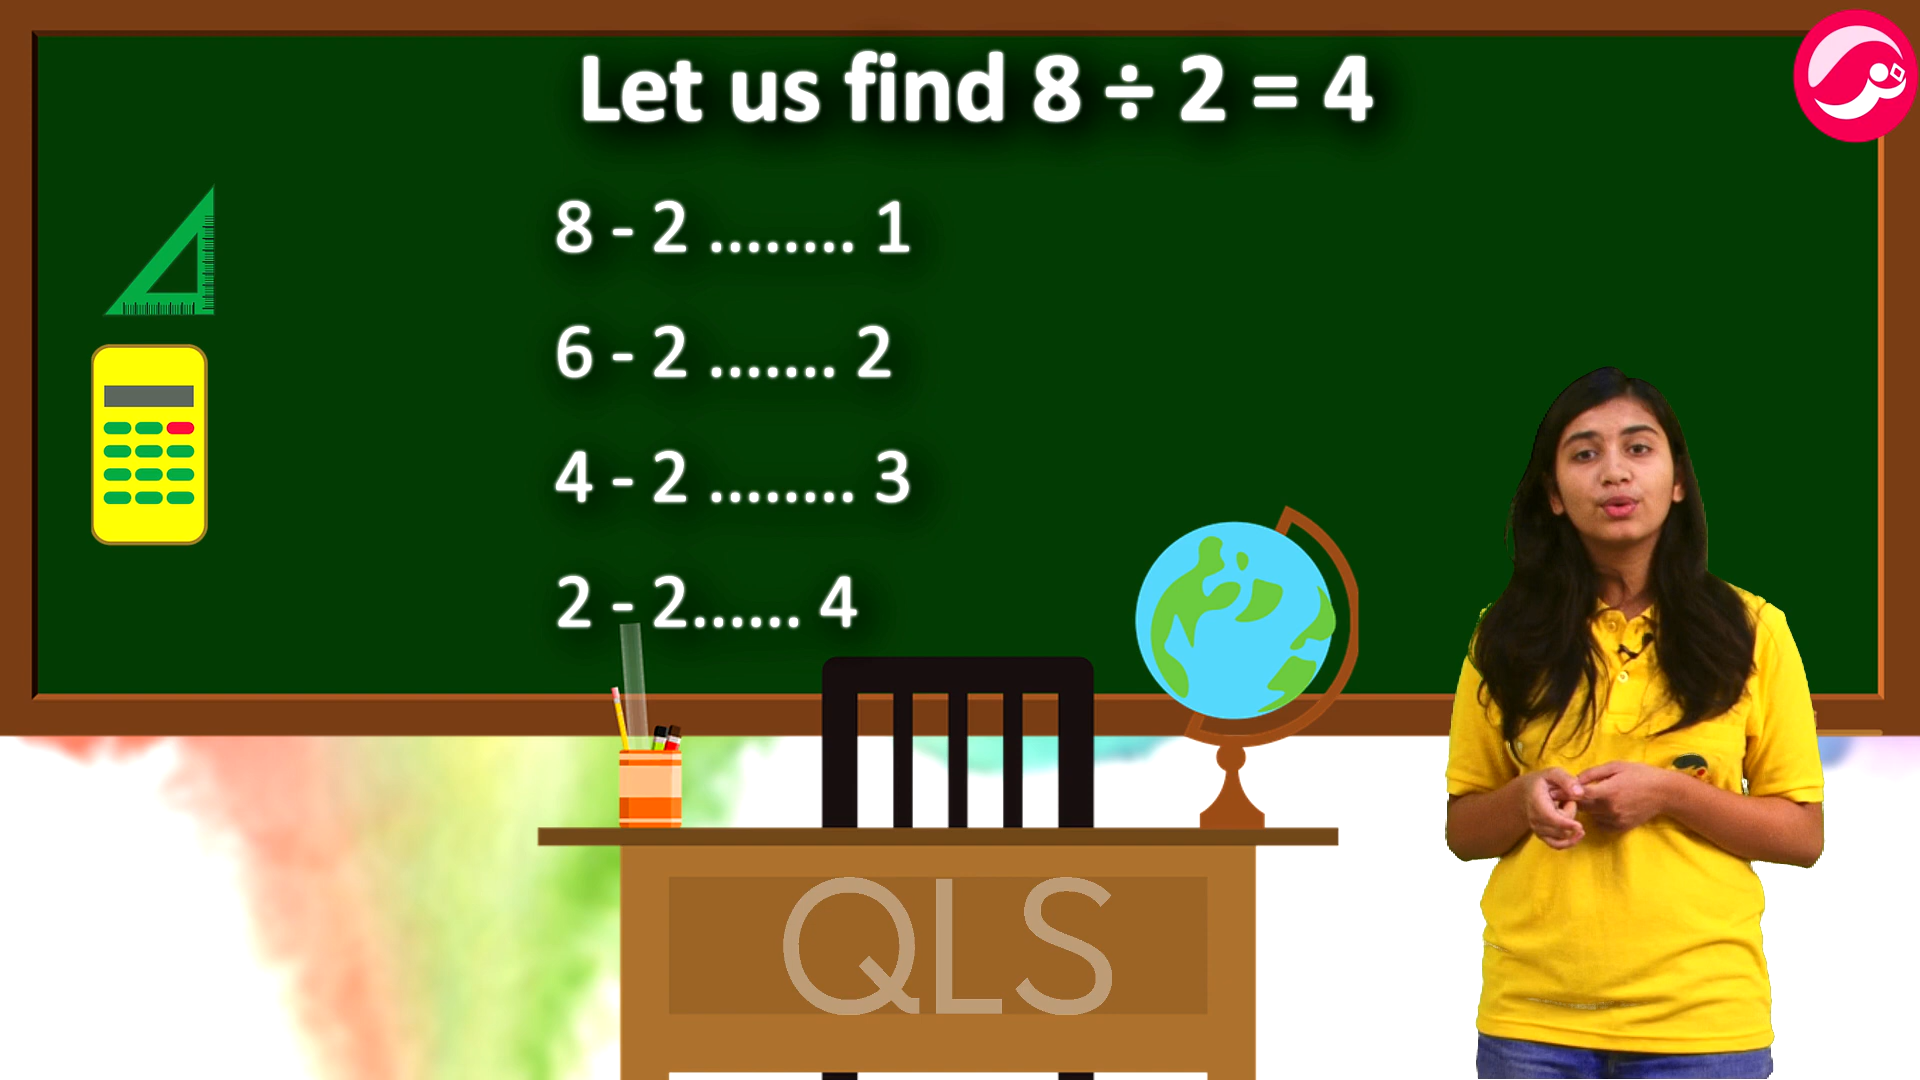 Let us find 8 ÷ 2 = 4
8 - 2 ........ 1
6 - 2 ....... 2
4 - 2 ........ 3
2 - 2...... 4
QLS